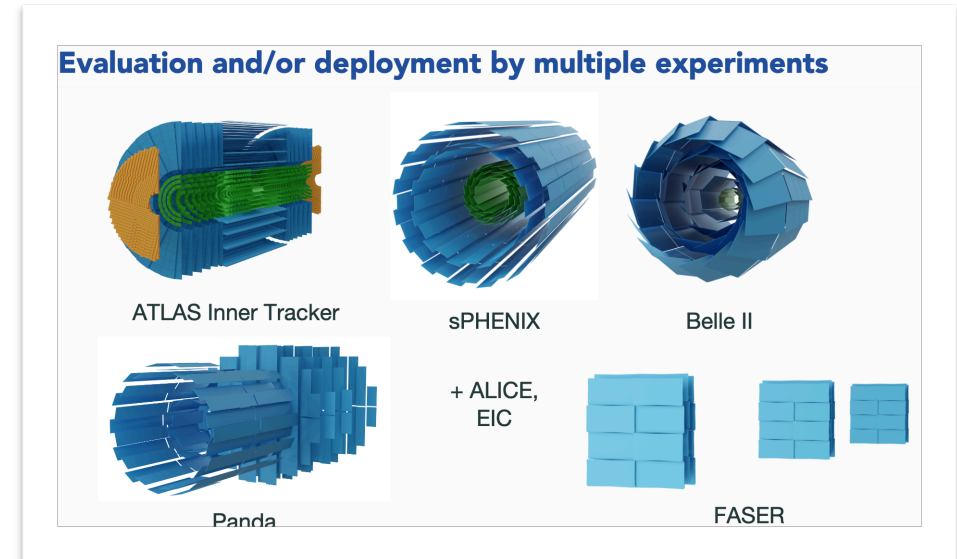 Evaluation and/or deployment by multiple experiments
ATLAS Inner Tracker
sPHENIX
Belle II
+ ALICE,
EIC
Panda
FASER